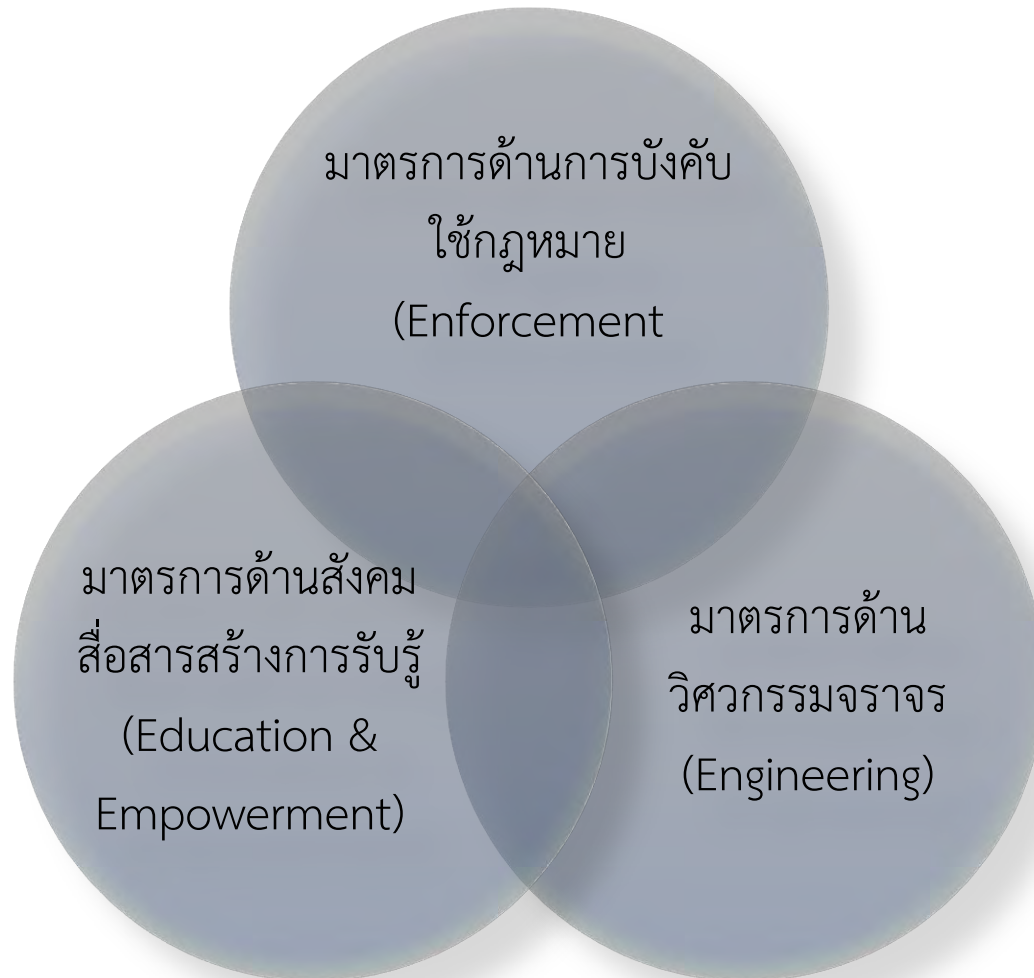 มาตรการด้านการบังคับ
ใช้กฎหมาย
(Enforcement
มาตรการด้านสังคม
สื่อสารสร้างการรับรู้
(Education &
Empowerment)
มาตรการด้าน
วิศวกรรมจราจร
(Engineering)